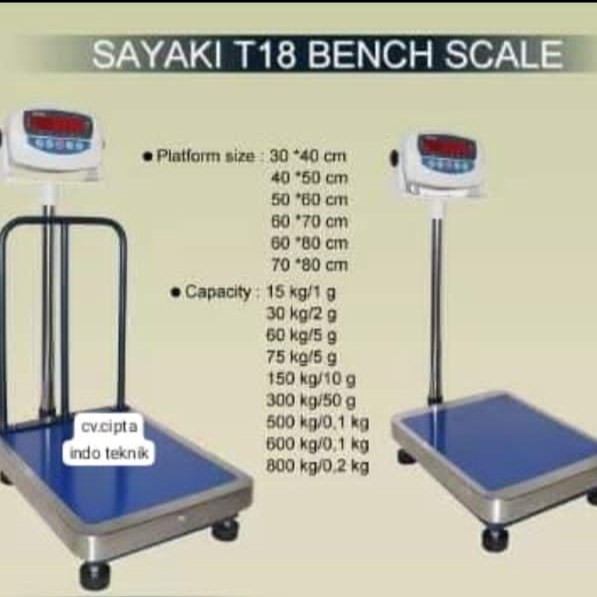 SAYAKI T18 BENCH SCALE
● Platform size : 30 *40 cm
40 *50 cm
50 *60 cm
60 *70 cm
60 *80 cm
70 *80 cm
● Capacity : 15 kg/1 g
30 kg/2 g
60 kg/5 g
75 kg/5 g
150 kg/10 g
300 kg/50 g
500 kg/0,1 kg
600 kg/0,1 kg
800 kg/0,2 kg
cv.cipta
indo teknik